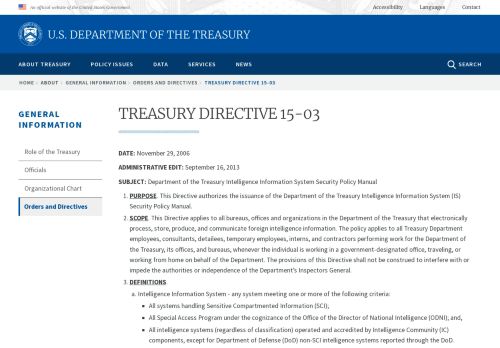 An official website of the United States Government
Accessibility
Languages
Contact
U.S. DEPARTMENT OF THE TREASURY
ABOUT TREASURY
POLICY ISSUES
DATA
SERVICES
NEWS
SEARCH
HOME › ABOUT › GENERAL INFORMATION › ORDERS AND DIRECTIVES › TREASURY DIRECTIVE 15-03
GENERAL
INFORMATION
Role of the Treasury
Officials
Organizational Chart
Orders and Directives
TREASURY DIRECTIVE 15-03
DATE: November 29, 2006
ADMINISTRATIVE EDIT: September 16, 2013
SUBJECT: Department of the Treasury Intelligence Information System Security Policy Manual
1. PURPOSE. This Directive authorizes the issuance of the Department of the Treasury Intelligence Information System (IS)
Security Policy Manual.
2. SCOPE. This Directive applies to all bureaus, offices and organizations in the Department of the Treasury that electronically
process, store, produce, and communicate foreign intelligence information. The policy applies to all Treasury Department
employees, consultants, detailees, temporary employees, interns, and contractors performing work for the Department of
the Treasury, its offices, and bureaus, whenever the individual is working in a government-designated office, traveling, or
working from home on behalf of the Department. The provisions of this Directive shall not be construed to interfere with or
impede the authorities or independence of the Department's Inspectors General.
3. DEFINITIONS.
a. Intelligence Information System - any system meeting one or more of the following criteria:
• All systems handling Sensitive Compartmented Information (SCI);
• All Special Access Program under the cognizance of the Office of the Director of National Intelligence (ODNI); and,
• All intelligence systems (regardless of classification) operated and accredited by Intelligence Community (IC)
components, except for Department of Defense (DoD) non-SCI intelligence systems reported through the DoD.